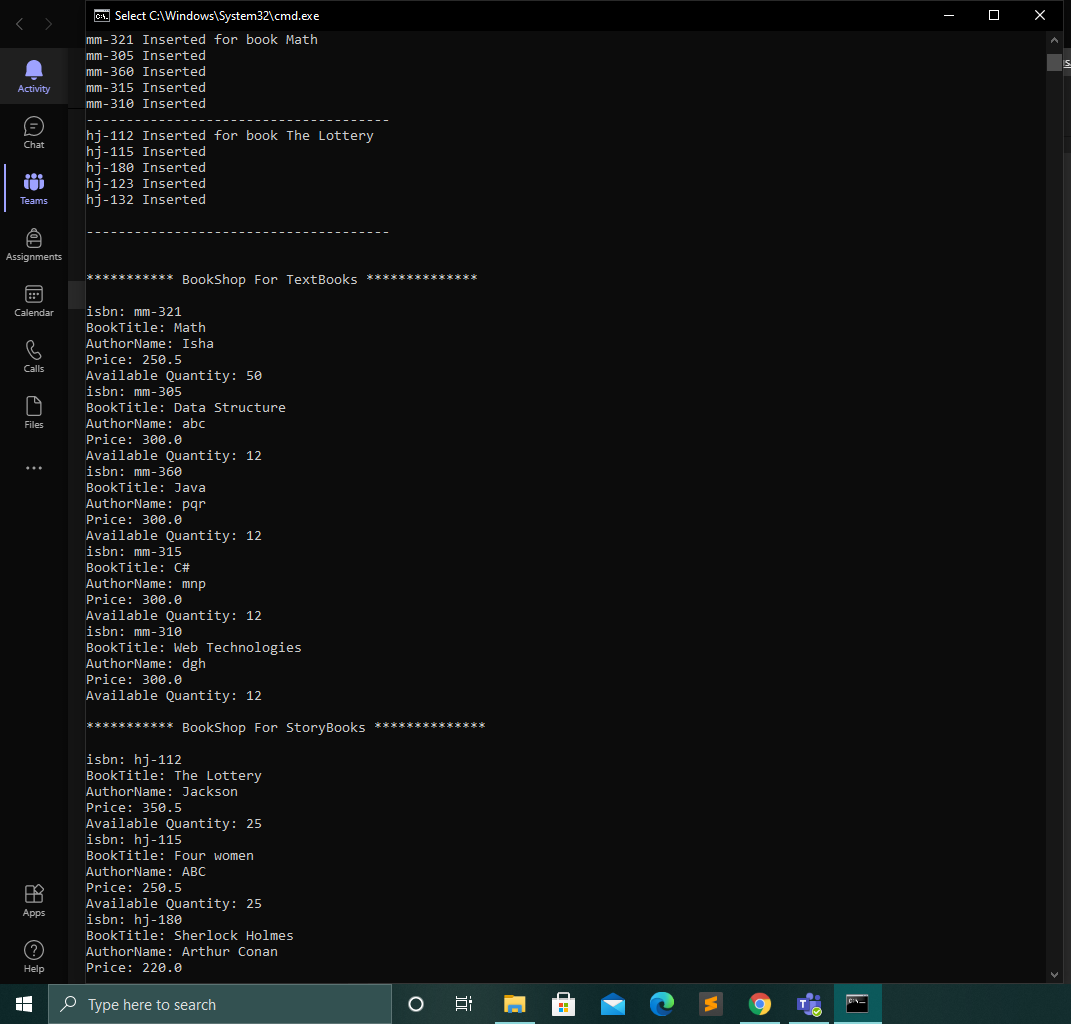 Select C:\Windows\System32\cmd.exe
Activity
Chat
Teams
Assignments
Calendar
Calls
Files
Apps
Help
mm-321 Inserted for book Math
mm-305 Inserted
mm-360 Inserted
mm-315 Inserted
mm-310 Inserted
--------------------------------------
hj-112 Inserted for book The Lottery
hj-115 Inserted
hj-180 Inserted
hj-123 Inserted
hj-132 Inserted
--------------------------------------
*********** BookShop For TextBooks **************
isbn: mm-321
BookTitle: Math
AuthorName: Isha
Price: 250.5
Available Quantity: 50
isbn: mm-305
BookTitle: Data Structure
AuthorName: abc
Price: 300.0
Available Quantity: 12
isbn: mm-360
BookTitle: Java
AuthorName: pqr
Price: 300.0
Available Quantity: 12
isbn: mm-315
BookTitle: C#
AuthorName: mnp
Price: 300.0
Available Quantity: 12
isbn: mm-310
BookTitle: Web Technologies
AuthorName: dgh
Price: 300.0
Available Quantity: 12
*********** BookShop For StoryBooks **************
isbn: hj-112
BookTitle: The Lottery
AuthorName: Jackson
Price: 350.5
Available Quantity: 25
isbn: hj-115
BookTitle: Four women
AuthorName: ABC
Price: 250.5
Available Quantity: 25
isbn: hj-180
BookTitle: Sherlock Holmes
AuthorName: Arthur Conan
Price: 220.0
Type here to search